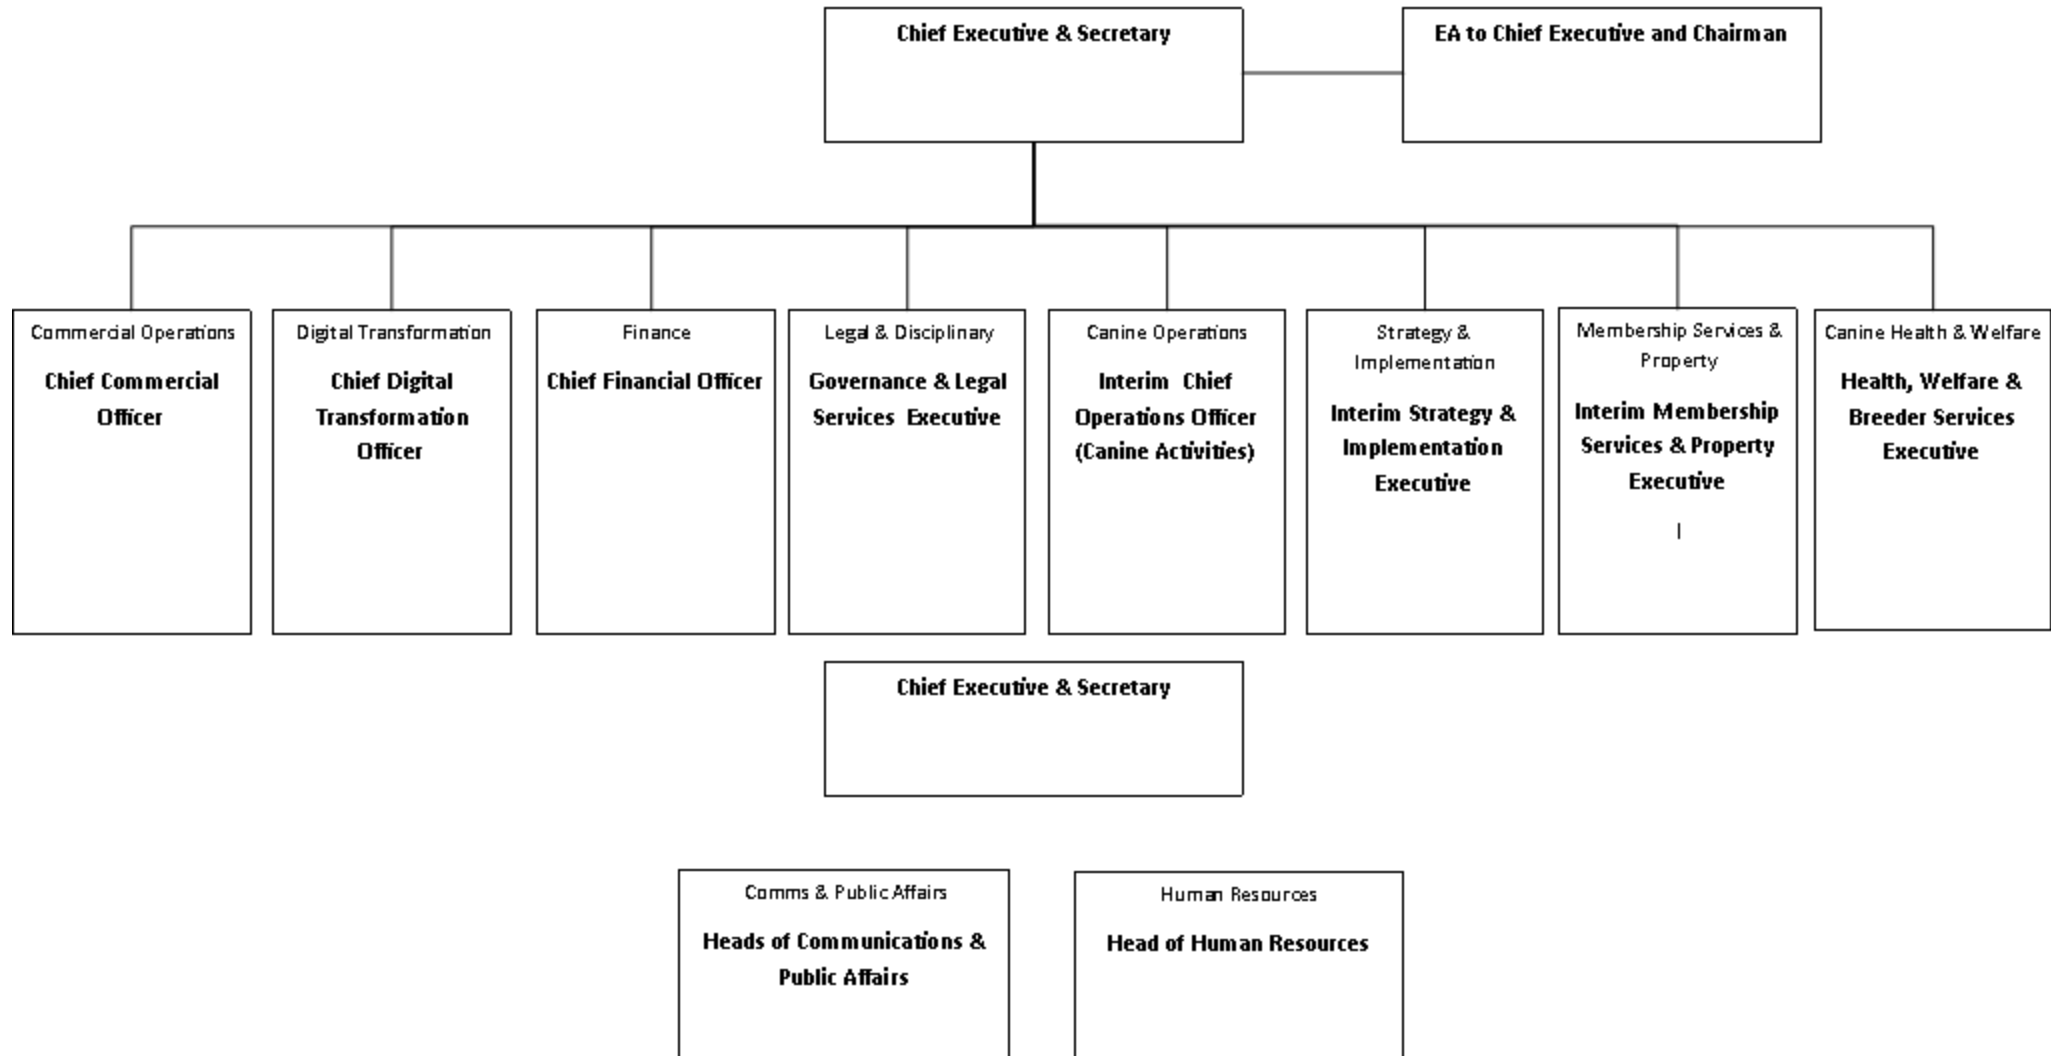 Chief Executive & Secretary
EA to Chief Executive and Chairman
Commercial Operations
Chief Commercial
Officer
Digital Transformation
Chief Digital
Transformation
Officer
Finance
Chief Financial Officer
Legal & Disciplinary
Governance & Legal
Services Executive
Canine Operations
Interim Chief
Operations Officer
(Canine Activities)
Strategy &
Implementation
Interim Strategy &
Implementation
Executive
Membership Services &
Property
Interim Membership
Services & Property
Executive
|
Canine Health & Welfare
Health, Welfare &
Breeder Services
Executive
Chief Executive & Secretary
Comms & Public Affairs
Heads of Communications &
Public Affairs
Human Resources
Head of Human Resources